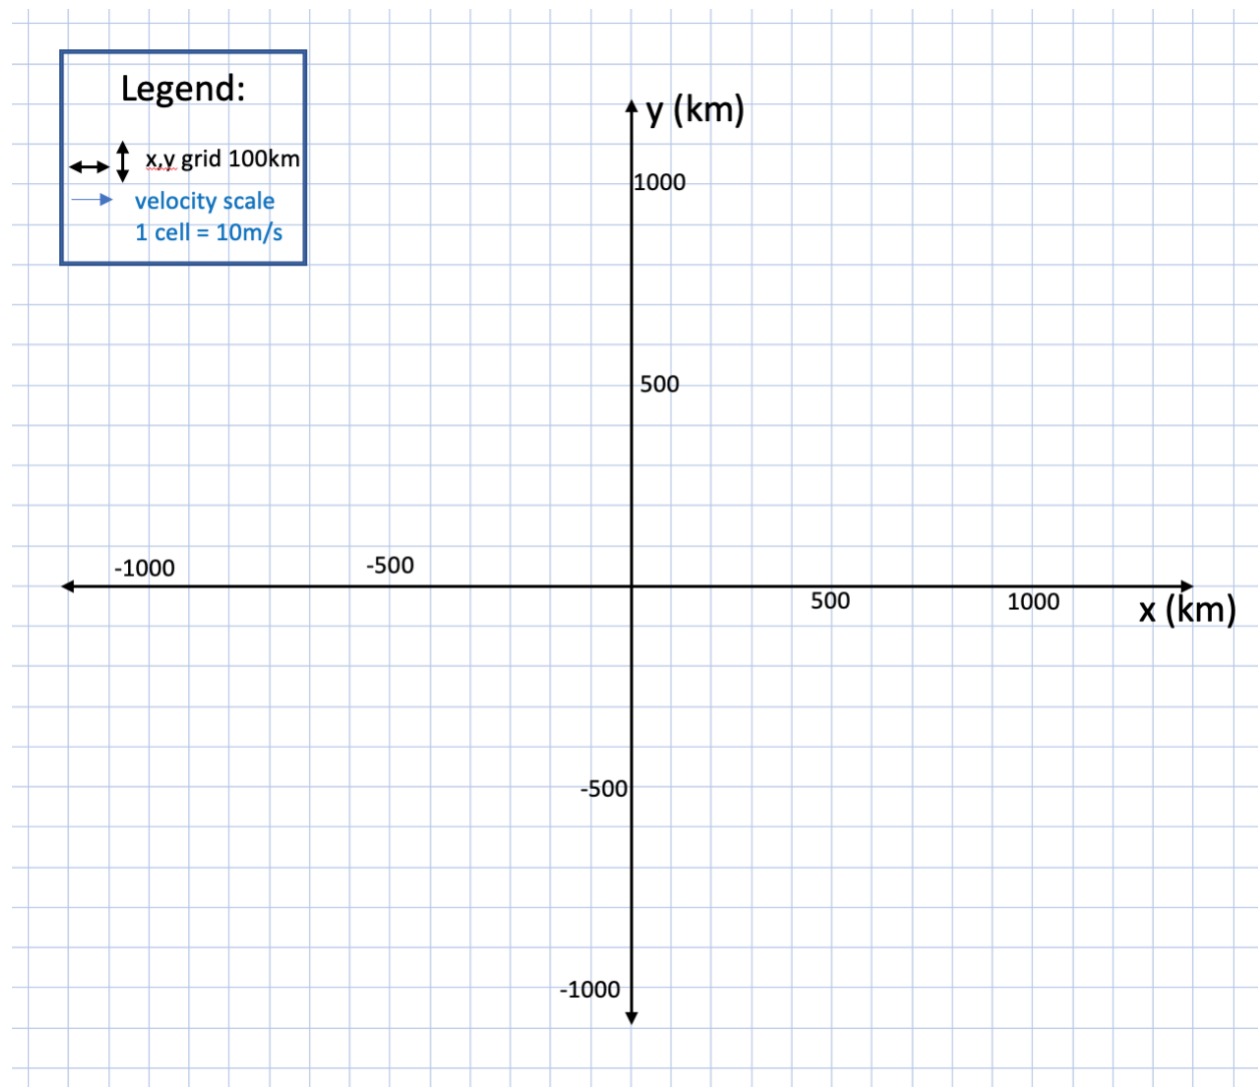 Legend:
x,y grid 100km
velocity scale
1 cell = 10m/s
y (km)
1000
500
-1000
-500
500
1000
x (km)
-500
-1000